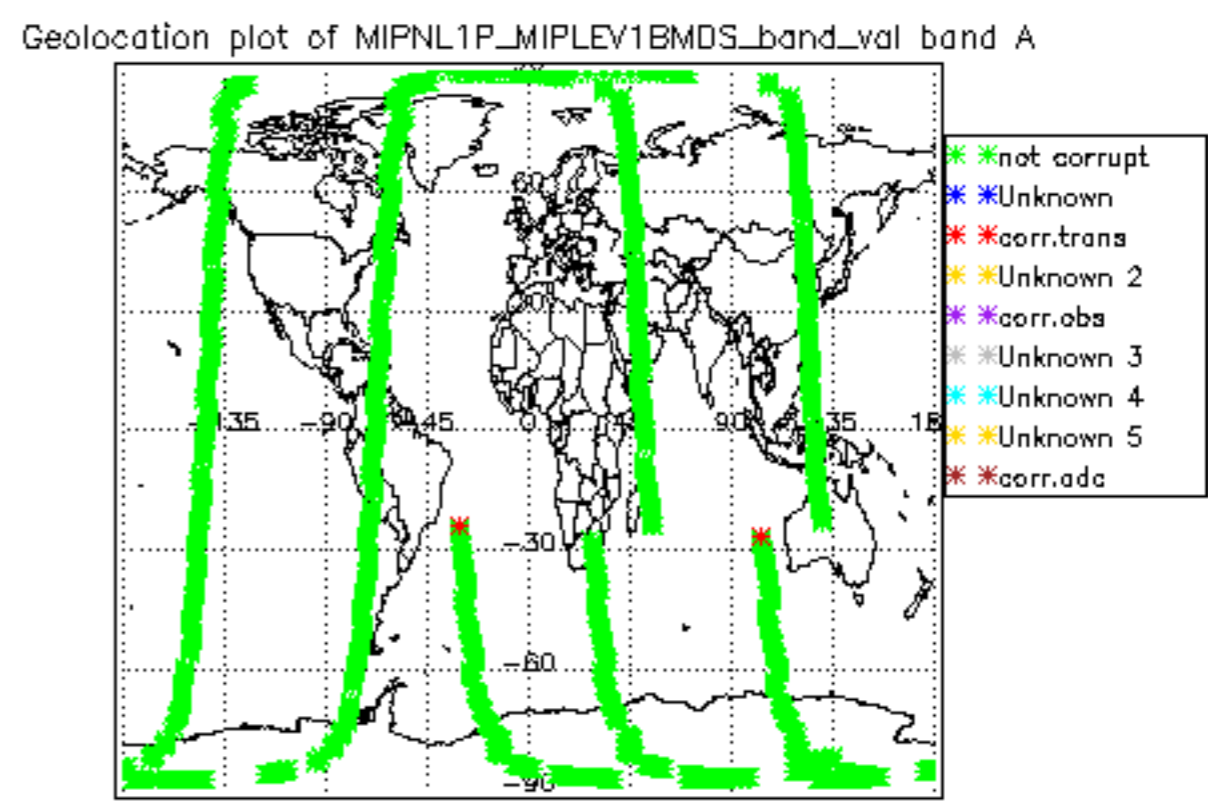 Geolocation plot of MIPNL1P_MIPLEV1BMDS_band_val band A
not corrupt
Unknown
corr.trans
Unknown 2
corr.obs
Unknown 3
Unknown 4
Unknown 5
corr.adc
60
-135 -90 -45 0 90 135
-30
-60
-90